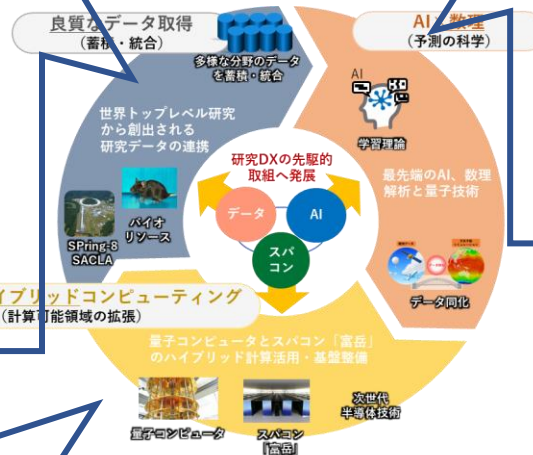 良質なデータ取得
（蓄積・統合）
多様な分野のデータ
を蓄積・統合
世界トップレベル研究
から創出される
研究データの連携
SPring-8
SACLA
バイオ
リソース
AI
（予測の科学）
AI
学習理論
最先端のAI、数理
解析と量子技術
データ同化
研究DXの先駆的
取組へ発展
データ
AI
スパ
コン
イブリッドコンピューティング
（計算可能領域の拡張）
量子コンピュータとスパコン「富岳」
のハイブリッド計算活用・基盤整備
量子コンピュータ
スパコン
「富岳」
次世代
半導体技術